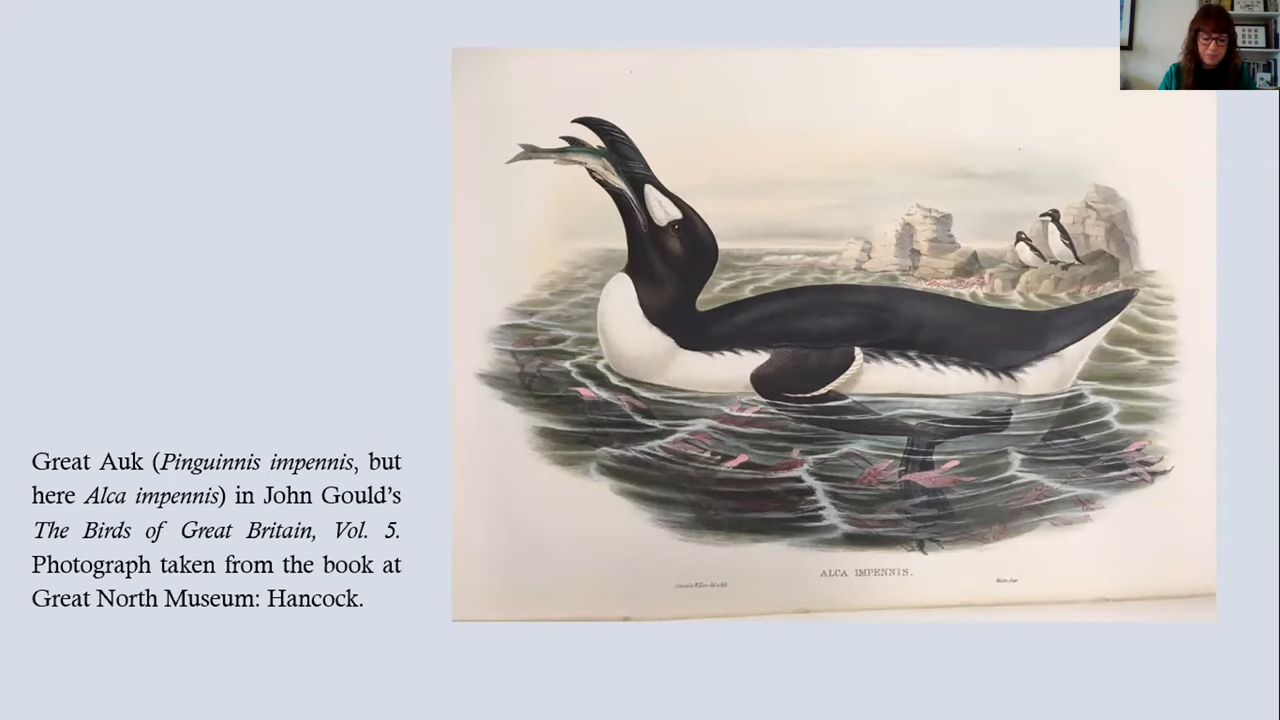 Great Auk (Pinguinnis impennis, but
here Alca impennis) in John Gould's
The Birds of Great Britain, Vol. 5.
Photograph taken from the book at
Great North Museum: Hancock.
ALCA IMPENNIS.